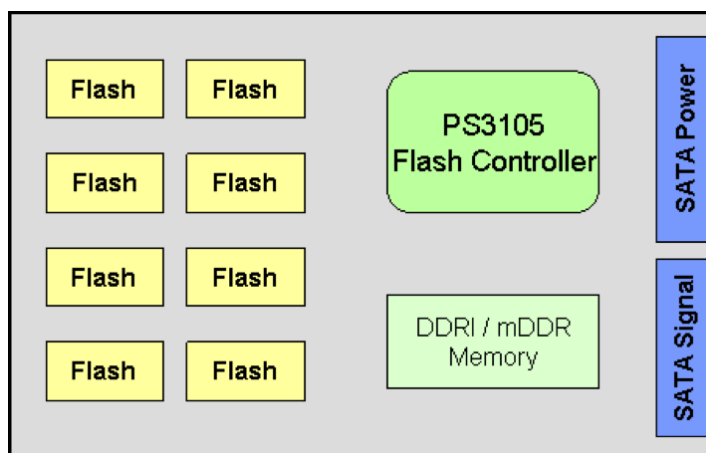 Flash
Flash
Flash
Flash
Flash
Flash
Flash
Flash
PS3105
Flash Controller
DDRI / mDDR
Memory
SATA Power
SATA Signal